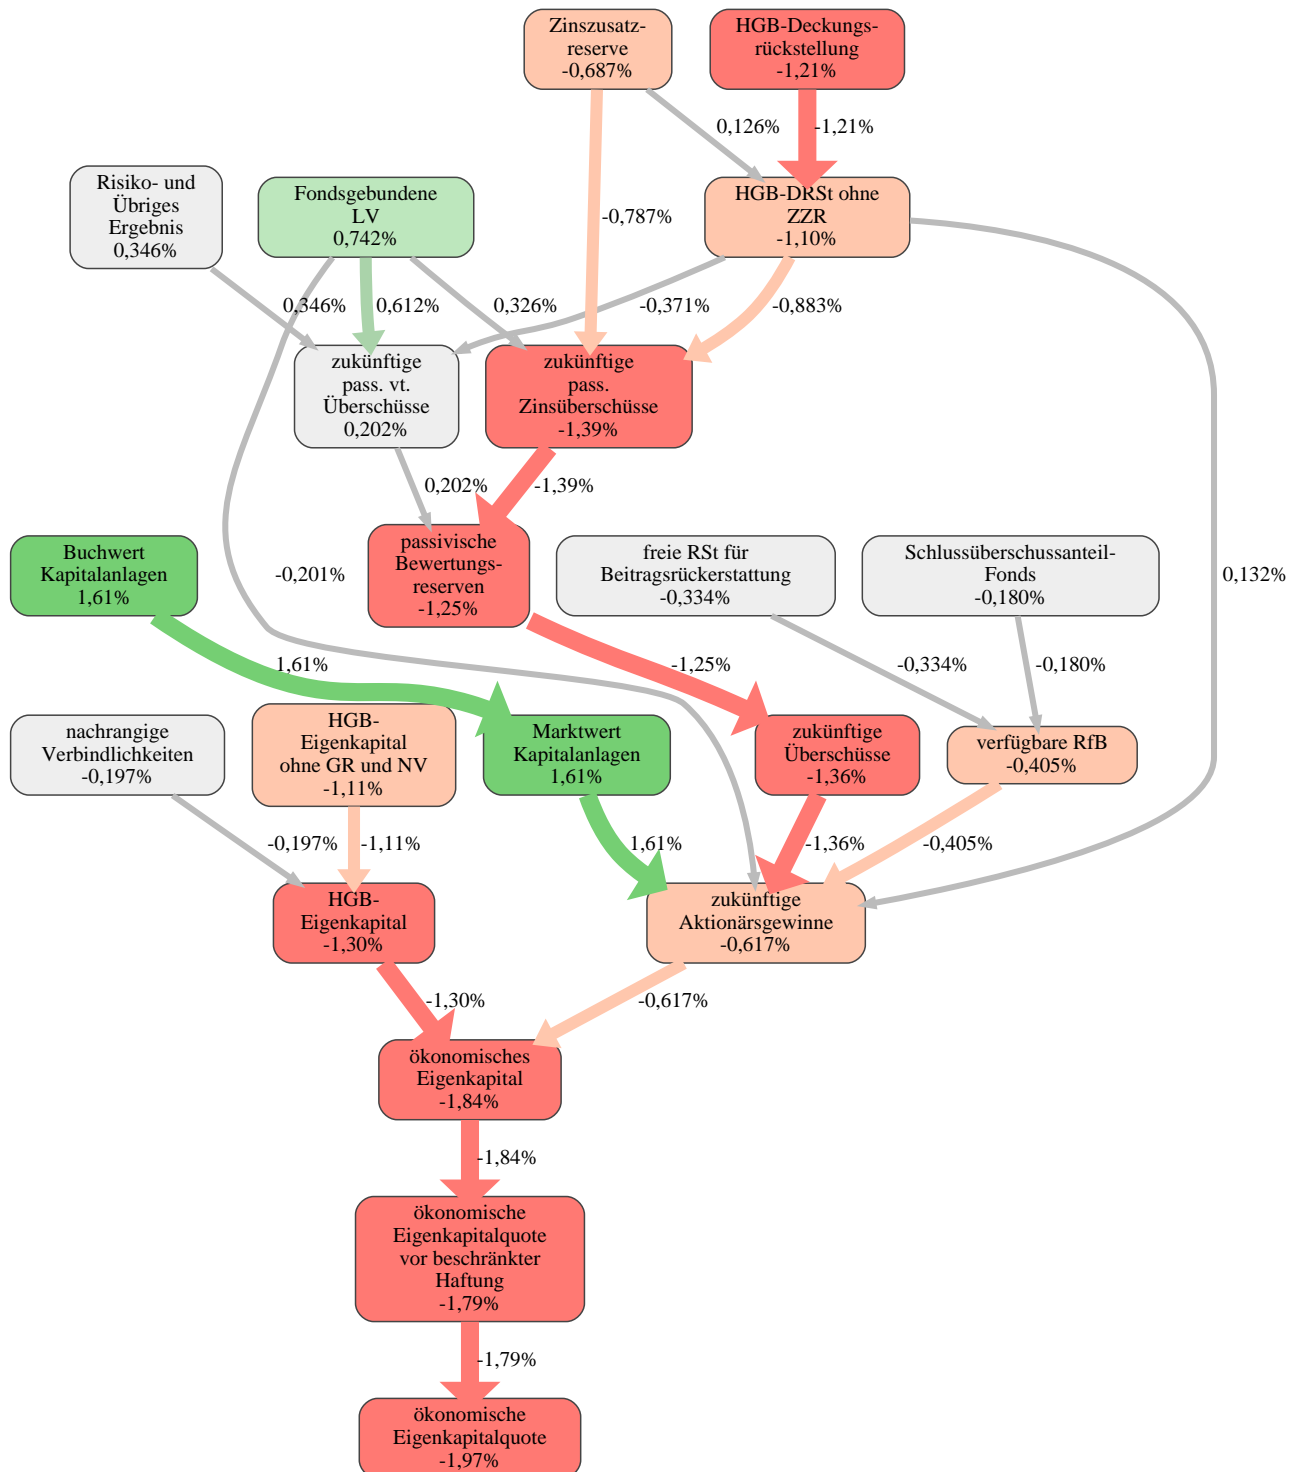 Zinszusatz-
reserve
-0,687%
HGB-Deckungs-
rückstellung
-1,21%
0,126%
-1,21%
Risiko- und
Übriges
Ergebnis
0,346%
Fondsgebundene
LV
0,742%
-0,787%
HGB-DRSt ohne
ZZR
-1,10%
0,346%
0,612%
0,326%
-0,371%
-0,883%
zukünftige
pass. vt.
Überschüsse
0,202%
zukünftige
pass.
Zinsüberschüsse
-1,39%
0,202%
-1,39%
Buchwert
Kapitalanlagen
1,61%
-0,201%
passivische
Bewertungs-
reserven
-1,25%
freie RSt für
Beitragsrückerstattung
-0,334%
Schlussüberschussanteil-
Fonds
-0,180%
0,132%
1,61%
-1,25%
-0,334%
-0,180%
nachrangige
Verbindlichkeiten
-0,197%
HGB-
Eigenkapital
ohne GR und NV
-1,11%
Marktwert
Kapitalanlagen
1,61%
zukünftige
Überschüsse
-1,36%
verfügbare RfB
-0,405%
-0,197%
-1,11%
1,61%
-1,36%
-0,405%
HGB-
Eigenkapital
-1,30%
zukünftige
Aktionärsgewinne
-0,617%
-1,30%
-0,617%
ökonomisches
Eigenkapital
-1,84%
-1,84%
ökonomische
Eigenkapitalquote
vor beschränkter
Haftung
-1,79%
-1,79%
ökonomische
Eigenkapitalquote
-1,97%